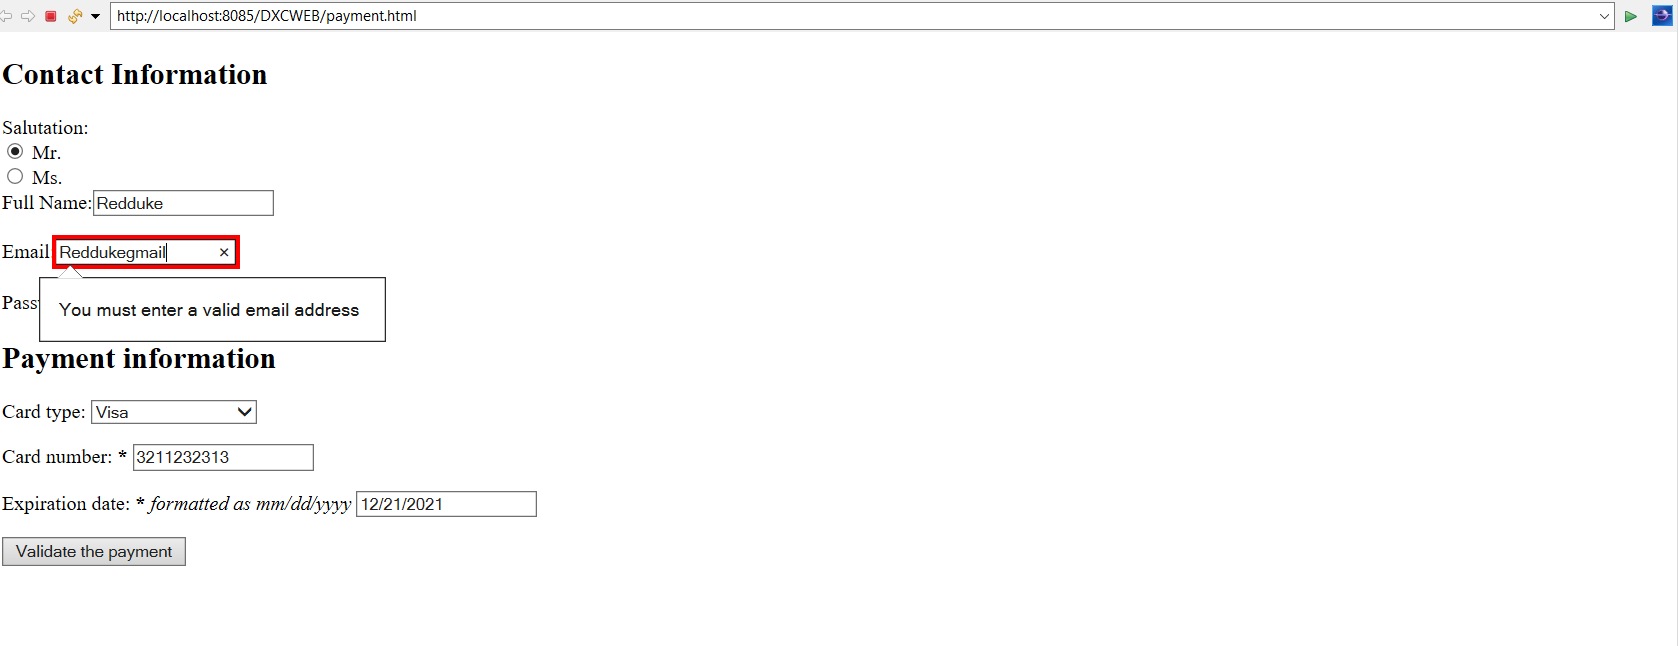 http://localhost:8085/DXCWEB/payment.html
Contact Information
Salutation:
Mr.
Ms.
Full Name: Redduke
Email: Reddukegmail ×
You must enter a valid email address
Payment information
Card type: Visa
Card number: * 3211232313
Expiration date: * formatted as mm/dd/yyyy 12/21/2021
Validate the payment